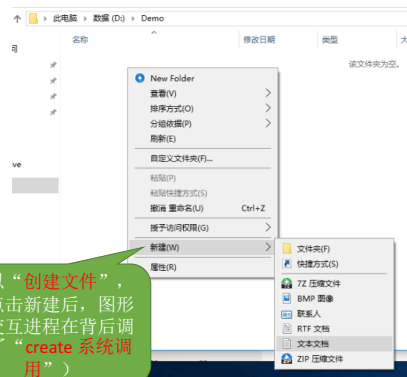 此电脑 › 数据 (D:) › Demo
名称 修改日期 类型
该文件夹为空。
New Folder
查看(V)
排序方式(O)
分组依据(P)
刷新(E)
自定义文件夹(F)...
粘贴(P)
粘贴快捷方式(S)
撤消 重命名(U) Ctrl+Z
授予访问权限(G)
新建(W)
属性(R)
文件夹(F)
快捷方式(S)
7Z 压缩文件
BMP 图像
联系人
RTF 文档
文本文档
ZIP 压缩文件
“创建文件”，
点击新建后，图形
交互进程在背后调
“create 系统调
用”）